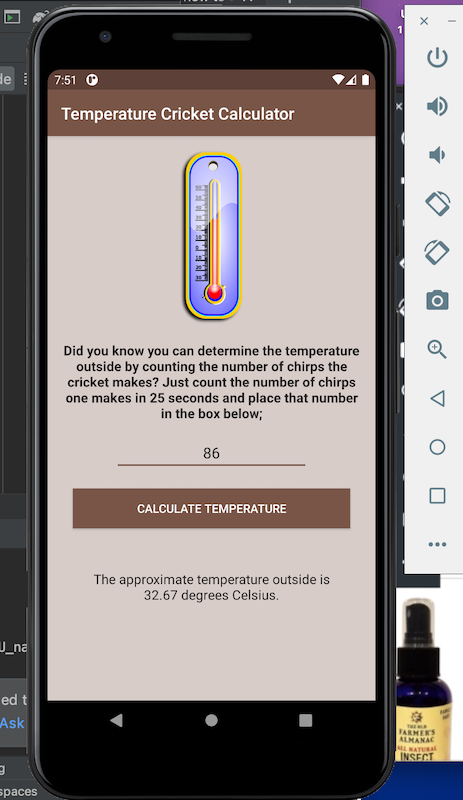 7:51
Temperature Cricket Calculator
Did you know you can determine the temperature
outside by counting the number of chirps the
cricket makes? Just count the number of chirps
one makes in 25 seconds and place that number
in the box below;
86
CALCULATE TEMPERATURE
The approximate temperature outside is
32.67 degrees Celsius.
de
U_na
ed t
Ask
g
spaces
THE OLD
FARMER'S
ALMANAC
ALL NATURAL
INSECT